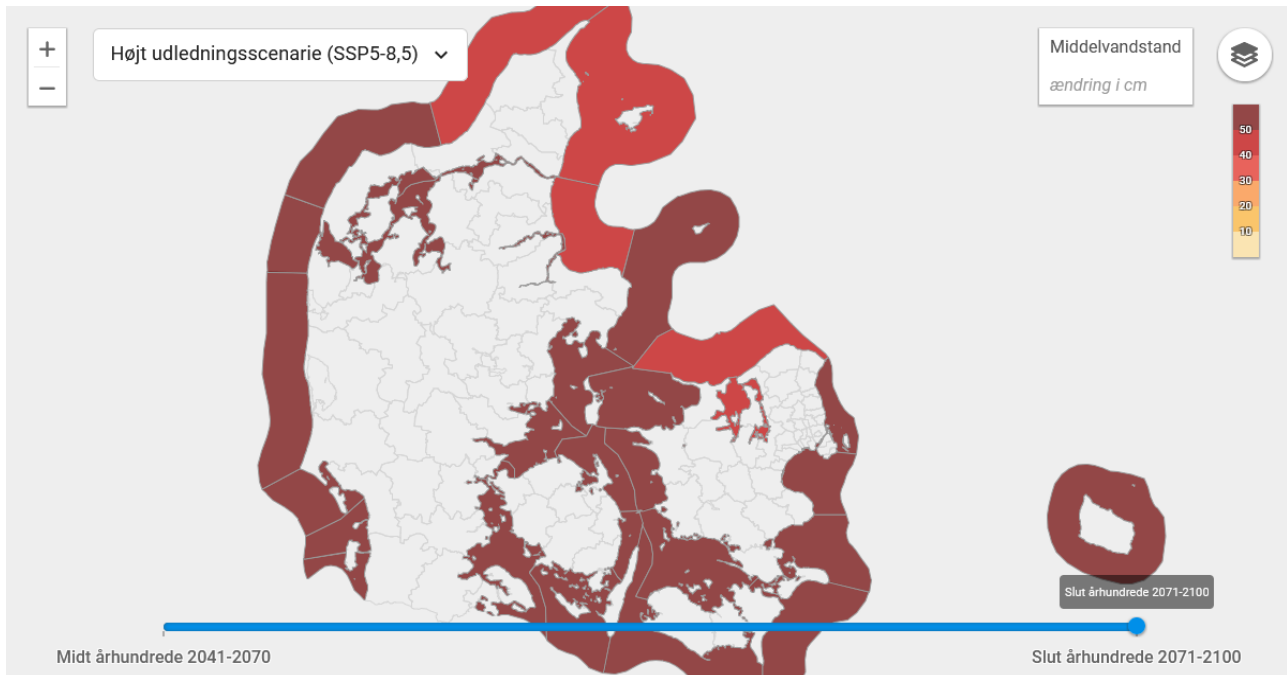 +
Højt udledningsscenarie (SSP5-8,5)
−
Middelvandstand
ændring i cm
50
40
30
20
10
Slut århundrede 2071-2100
Midt århundrede 2041-2070
Slut århundrede 2071-2100